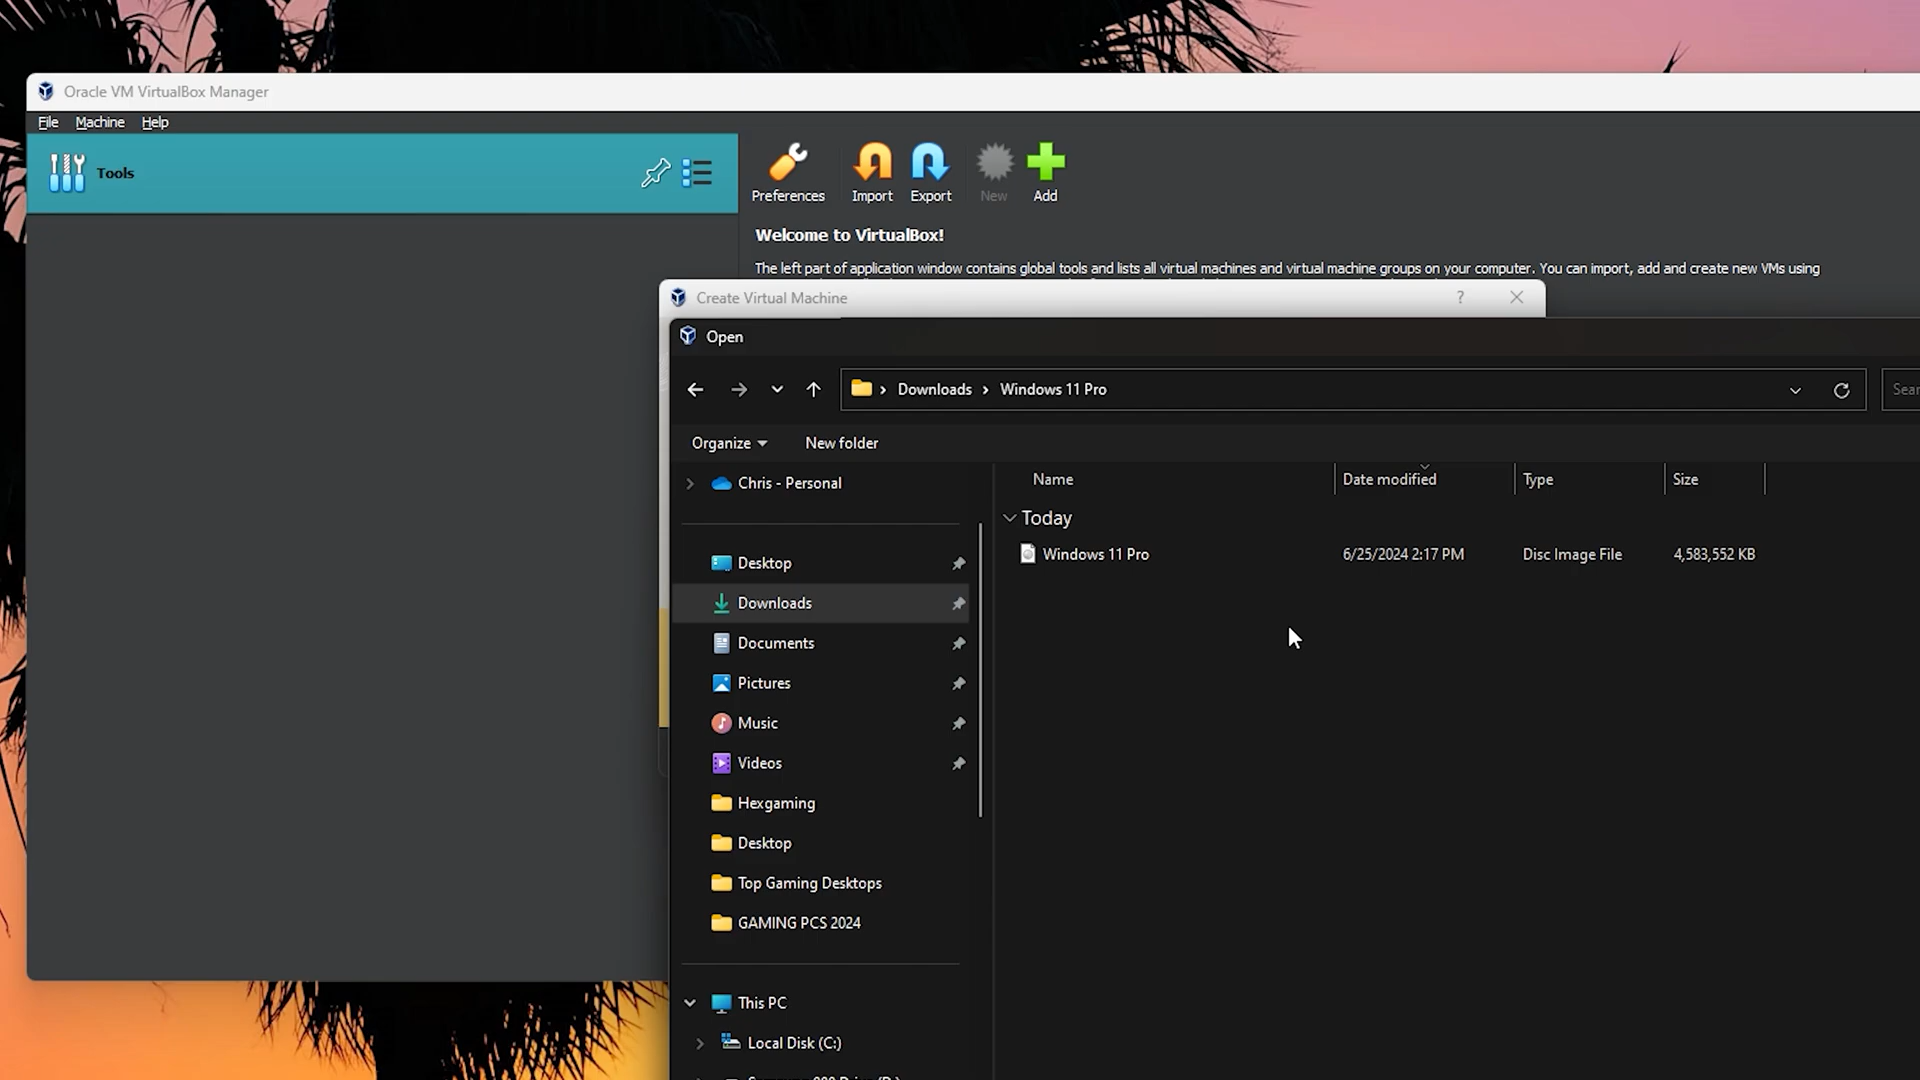 Oracle VM VirtualBox Manager
File Machine Help
Tools
Preferences Import Export New Add
Welcome to VirtualBox!
The left part of application window contains global tools and lists all virtual machines and virtual machine groups on your computer. You can import, add and create new VMs using
Create Virtual Machine ?
Open
Downloads Windows 11 Pro
Organize New folder
Chris - Personal
Name Date modified Type Size
Today
Windows 11 Pro 6/25/2024 2:17 PM Disc Image File 4,583,552 KB
Desktop
Downloads
Documents
Pictures
Music
Videos
Hexgaming
Desktop
Top Gaming Desktops
GAMING PCS 2024
This PC
Local Disk (C:)